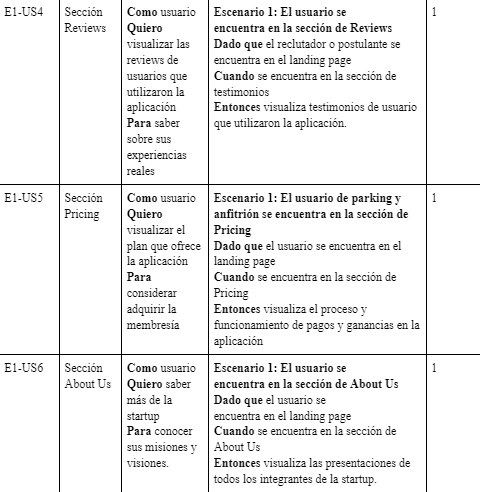 E1-US4
Sección
Reviews
Como usuario
Quiero
visualizar las
reviews de
usuarios que
utilizaron la
aplicación
Para saber
sobre sus
experiencias
reales
Escenario 1: El usuario se
encuentra en la sección de Reviews
Dado que el reclutador o postulante se
encuentra en el landing page
Cuando se encuentra en la sección de
testimonios
Entonces visualiza testimonios de usuario
que utilizaron la aplicación.
1
E1-US5
Sección
Pricing
Como usuario
Quiero
visualizar el
plan que ofrece
la aplicación
Para
considerar
adquirir la
membresía
Escenario 1: El usuario de parking y
anfitrión se encuentra en la sección de
Pricing
Dado que el usuario se encuentra en el
landing page
Cuando se encuentra en la sección de
Pricing
Entonces visualiza el proceso y
funcionamiento de pagos y ganancias en la
aplicación
1
E1-US6
Sección
About Us
Como usuario
Quiero saber
más de la
startup
Para conocer
sus misiones y
visiones.
Escenario 1: El usuario se
encuentra en la sección de About Us
Dado que el usuario se
encuentra en el landing page
Cuando se encuentra en la sección de
About Us
Entonces visualiza las presentaciones de
todos los integrantes de la startup.
1